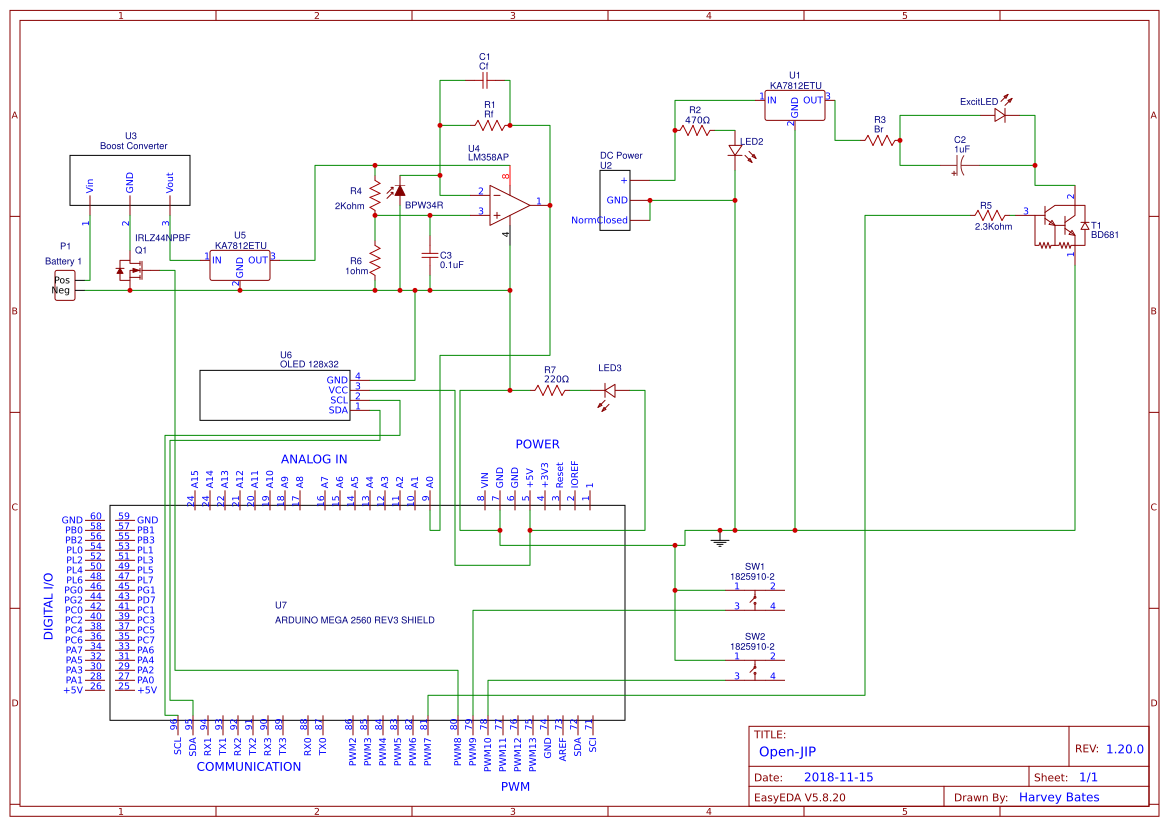 1 2 3 4 5
A
A
B
B
C
C
D
D
C1
Cf
R1
Rf
U4
LM358AP
8
2
3
1
4
U3
Boost Converter
Vin
GND
Vout
1
2
3
R4
2Kohm
BPW34R
R6
1ohm
C3
0.1uF
P1
Battery 1
Pos
Neg
IRLZ44NPBF
Q1
U5
KA7812ETU
1
IN
OUT
3
GND
2
DC Power
U2
+
GND
NormClosed
R2
470Ω
LED2
U1
KA7812ETU
1
IN
OUT
3
GND
2
R3
Br
ExcitLED
C2
1uF
+
R5
2.3Kohm
3
2
1
T1
BD681
U6
OLED 128x32
GND 4
VCC 3
SCL 2
SDA 1
R7
220Ω
LED3
POWER
ANALOG IN
A15 A14 A13 A12 A11 A10 A9 A8 A7 A6 A5 A4 A3 A2 A1 A0
24 24 22 21 20 19 18 17 16 15 14 13 12 11 10 9
VIN GND GND +5V +3V3 Reset IOREF 1
8 7 6 5 4 3 2 1
DIGITAL I/O
GND 60 59 GND
PB0 58 57 PB1
PB2 56 55 PB3
PL0 54 53 PL1
PL2 52 51 PL3
PL4 50 49 PL5
PL6 48 47 PL7
PG0 46 45 PG1
PG2 44 43 PD7
PC0 42 41 PC1
PC2 40 39 PC3
PC4 38 37 PC5
PC6 36 35 PC7
PA7 34 33 PA6
PA5 32 31 PA4
PA3 30 29 PA2
PA1 28 27 PA0
+5V 26 25 +5V
U7
ARDUINO MEGA 2560 REV3 SHIELD
SW1
1825910-2
1 2
3 4
SW2
1825910-2
1 2
3 4
96 95 94 93 92 91 90 89 88 87 86 85 84 83 82 81 80 79 78 77 76 75 74 73 72 71
SCL SDA RX1 TX1 RX2 TX2 RX3 TX3 RX0 TX0 PWM2 PWM3 PWM4 PWM5 PWM6 PWM7 PWM8 PWM9 PWM10 PWM11 PWM12 PWM13 GND AREF SDA SCl
COMMUNICATION
PWM
TITLE:
Open-JIP
REV: 1.20.0
Date: 2018-11-15
Sheet: 1/1
EasyEDA V5.8.20
Drawn By: Harvey Bates
1 2 3 4 5